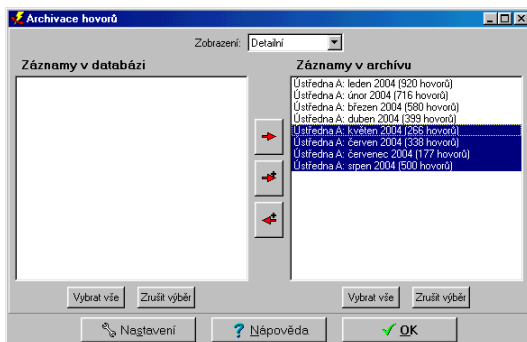 Archivace hovorů
Zobrazení: Detailní
Záznamy v databázi
Záznamy v archívu
Ústředna A: leden 2004 (920 hovorů)
Ústředna A: únor 2004 (716 hovorů)
Ústředna A: březen 2004 (580 hovorů)
Ústředna A: duben 2004 (399 hovorů)
Ústředna A: květen 2004 (266 hovorů)
Ústředna A: červen 2004 (338 hovorů)
Ústředna A: červenec 2004 (177 hovorů)
Ústředna A: srpen 2004 (500 hovorů)
Vybrat vše Zrušit výběr Vybrat vše Zrušit výběr
Nastavení ? Nápověda OK